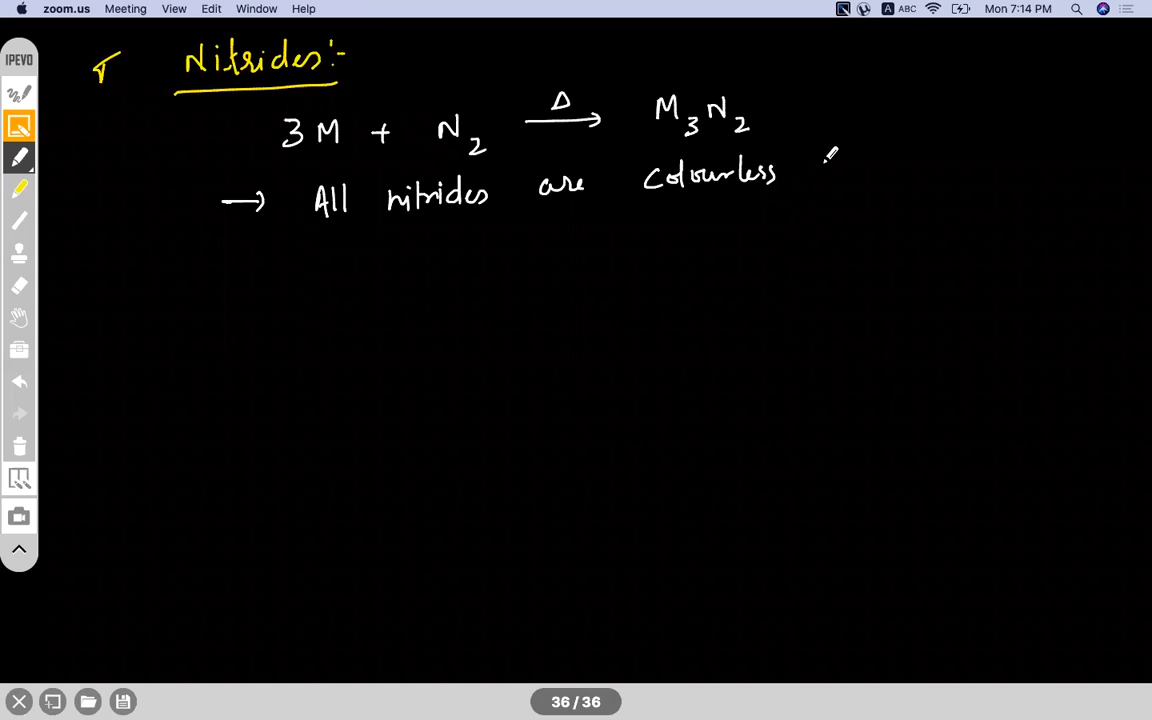 zoom.us Meeting View Edit Window Help A ABC Mon 7:14 PM
IPEVO
Nitrides:-
3M + N2 Δ→ M3N2
→ All nitrides are colourless
36/36